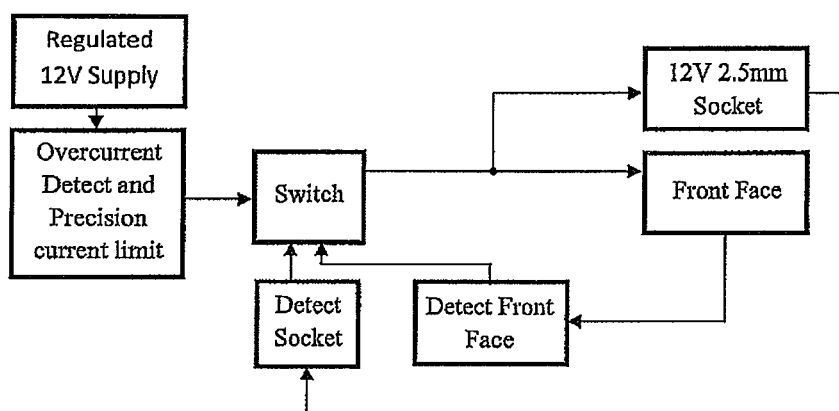 Regulated
12V Supply
Overcurrent
Detect and
Precision
current limit
Switch
12V 2.5mm
Socket
Front Face
Detect
Socket
Detect Front
Face